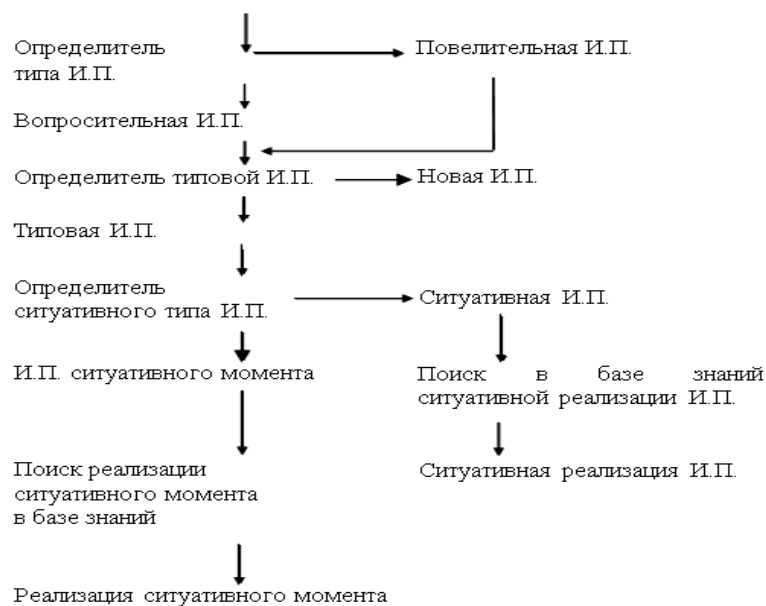 Определитель
типа И.П.
Повелительная И.П.
Вопросительная И.П.
Определитель типовой И.П.
Новая И.П.
Типовая И.П.
Определитель
ситуативного типа И.П.
Ситуативная И.П.
И.П. ситуативного момента
Поиск в базе знаний
ситуативной реализации И.П.
Поиск реализации
ситуативного момента
в базе знаний
Ситуативная реализация И.П.
Реализация ситуативного момента